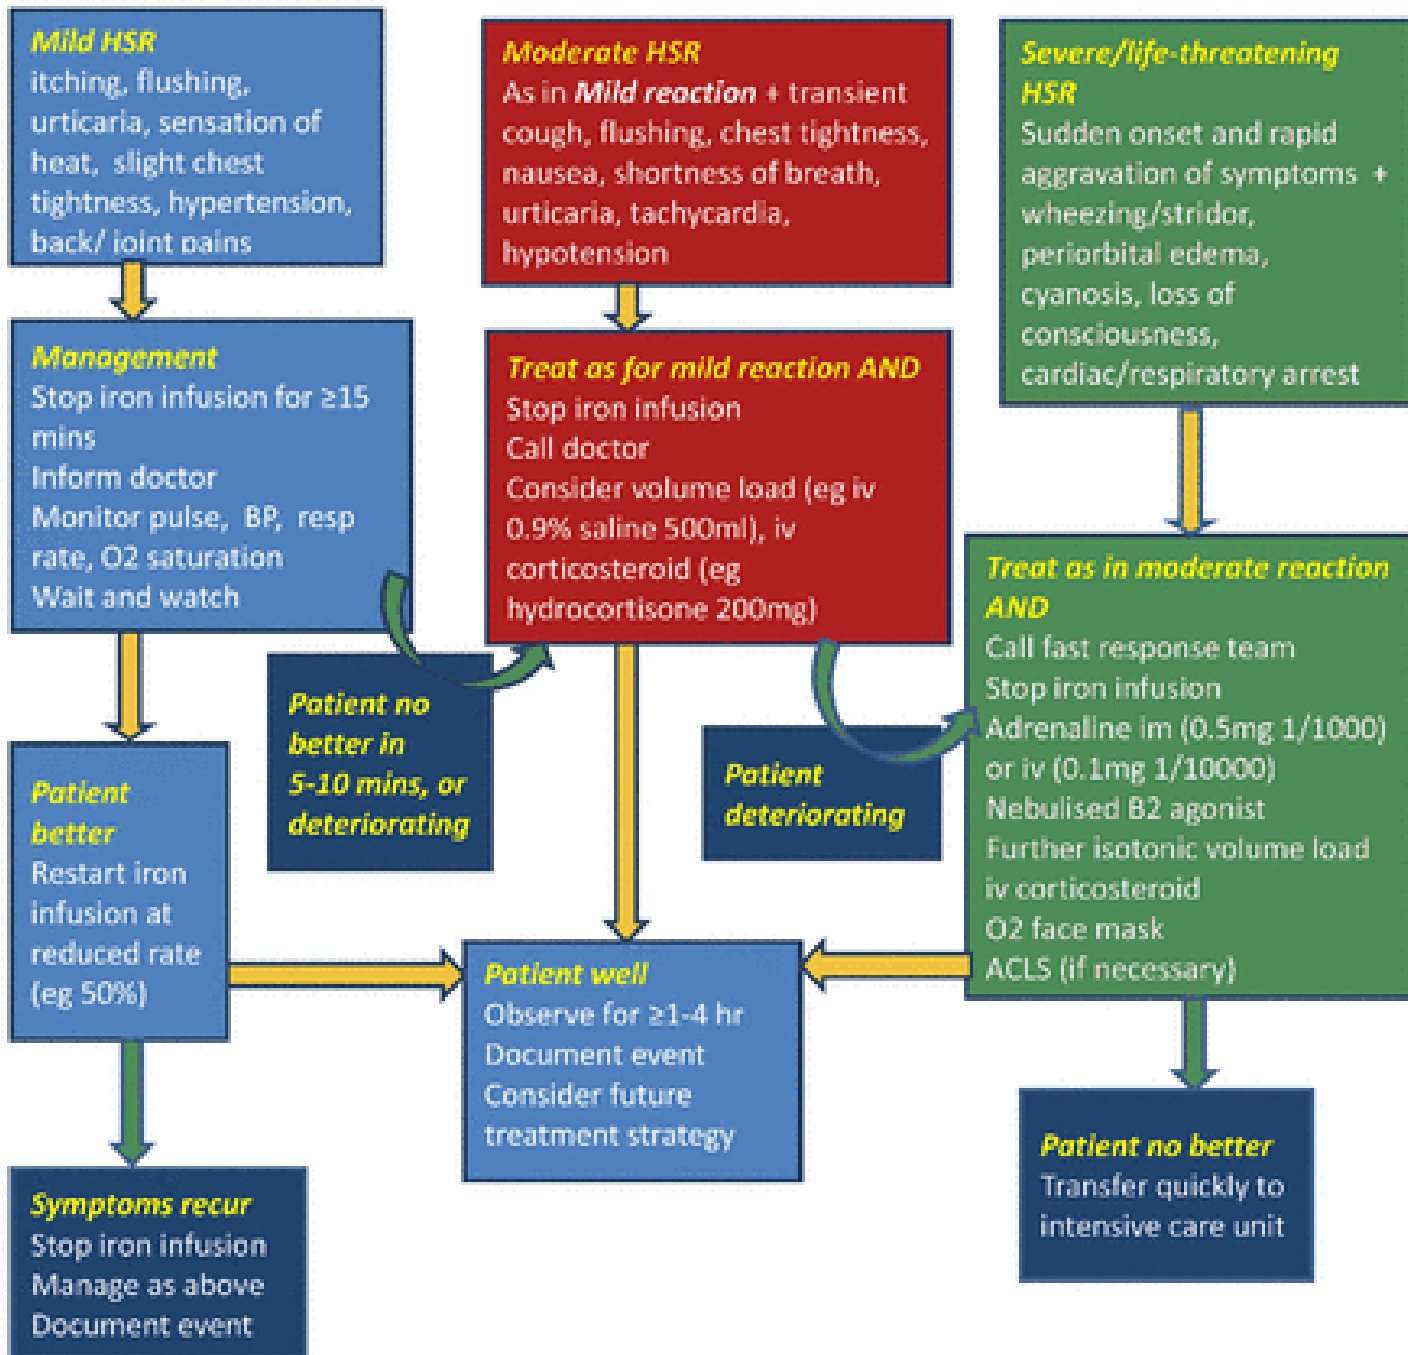 Mild HSR
itching, flushing,
urticaria, sensation of
heat, slight chest
tightness, hypertension,
back/ joint pains
Management
Stop iron infusion for ≥15
mins
Inform doctor
Monitor pulse, BP, resp
rate, O2 saturation
Wait and watch
Patient
better
Restart iron
infusion at
reduced rate
(eg 50%)
Symptoms recur
Stop iron infusion
Manage as above
Document event
Patient no
better in
5-10 mins, or
deteriorating
Moderate HSR
As in Mild reaction + transient
cough, flushing, chest tightness,
nausea, shortness of breath,
urticaria, tachycardia,
hypotension
Treat as for mild reaction AND
Stop iron infusion
Call doctor
Consider volume load (eg iv
0.9% saline 500ml), iv
corticosteroid (eg
hydrocortisone 200mg)
Patient
deteriorating
Patient well
Observe for ≥1-4 hr
Document event
Consider future
treatment strategy
Severe/life-threatening
HSR
Sudden onset and rapid
aggravation of symptoms +
wheezing/stridor,
periorbital edema,
cyanosis, loss of
consciousness,
cardiac/respiratory arrest
Treat as in moderate reaction
AND
Call fast response team
Stop iron infusion
Adrenaline im (0.5mg 1/1000)
or iv (0.1mg 1/10000)
Nebulised B2 agonist
Further isotonic volume load
iv corticosteroid
O2 face mask
ACLS (if necessary)
Patient no better
Transfer quickly to
intensive care unit